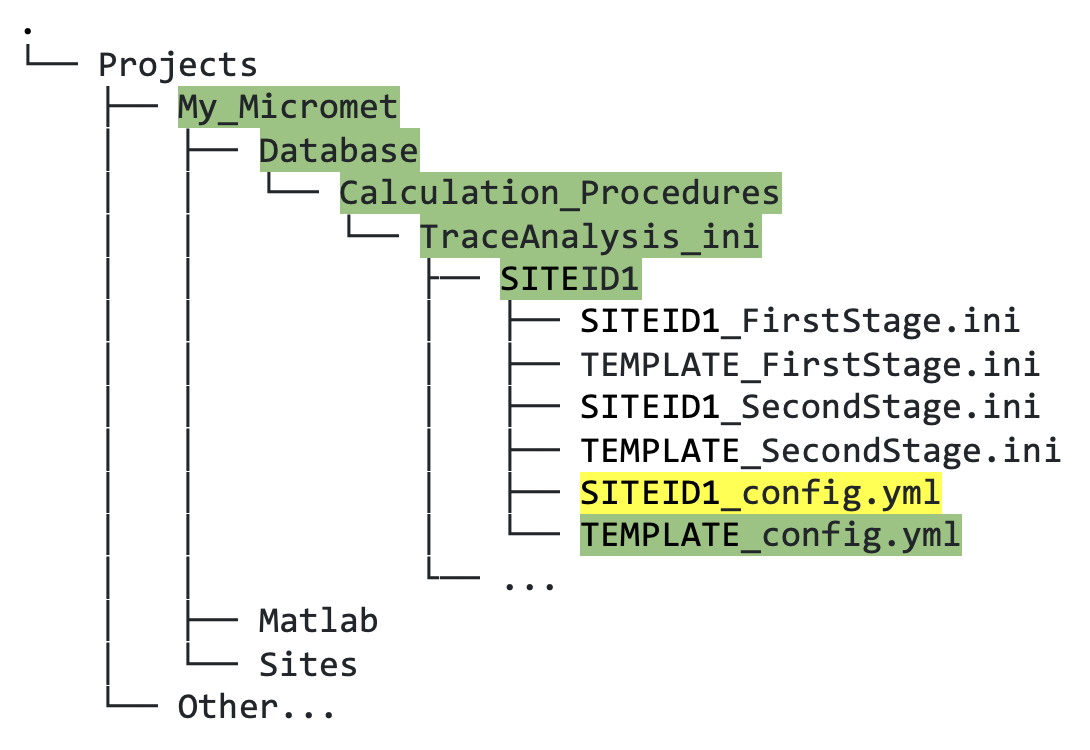 .
└── Projects
    ├── My_Micromet
    │   ├── Database
    │   │   └── Calculation_Procedures
    │   │       └── TraceAnalysis_ini
    │   │           ├── SITEID1
    │   │           │   ├── SITEID1_FirstStage.ini
    │   │           │   ├── TEMPLATE_FirstStage.ini
    │   │           │   ├── SITEID1_SecondStage.ini
    │   │           │   ├── TEMPLATE_SecondStage.ini
    │   │           │   ├── SITEID1_config.yml
    │   │           │   └── TEMPLATE_config.yml
    │   │           └── ...
    │   ├── Matlab
    │   └── Sites
    └── Other...